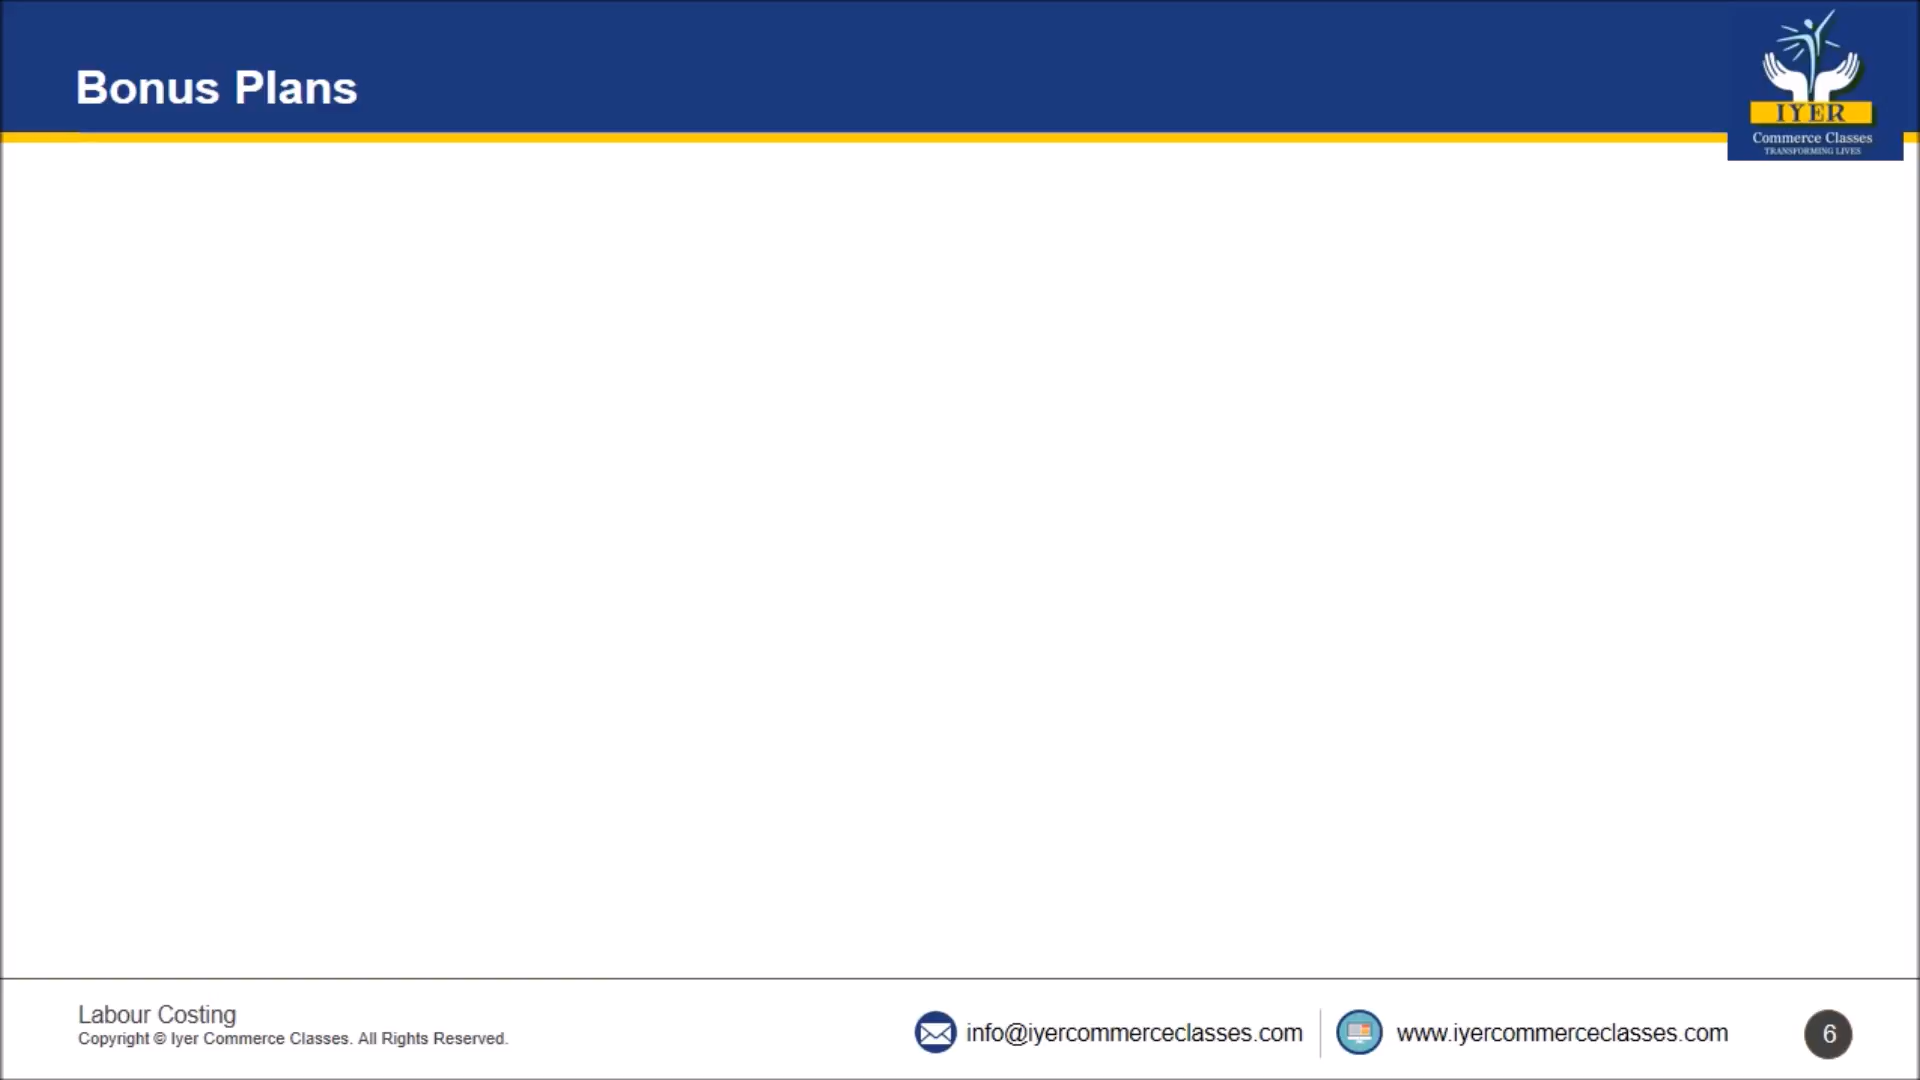 Bonus Plans
IYER
Commerce Classes
TRANSFORMING LIVES
Labour Costing
Copyright © Iyer Commerce Classes. All Rights Reserved.
info@iyercommerceclasses.com
www.iyercommerceclasses.com
6